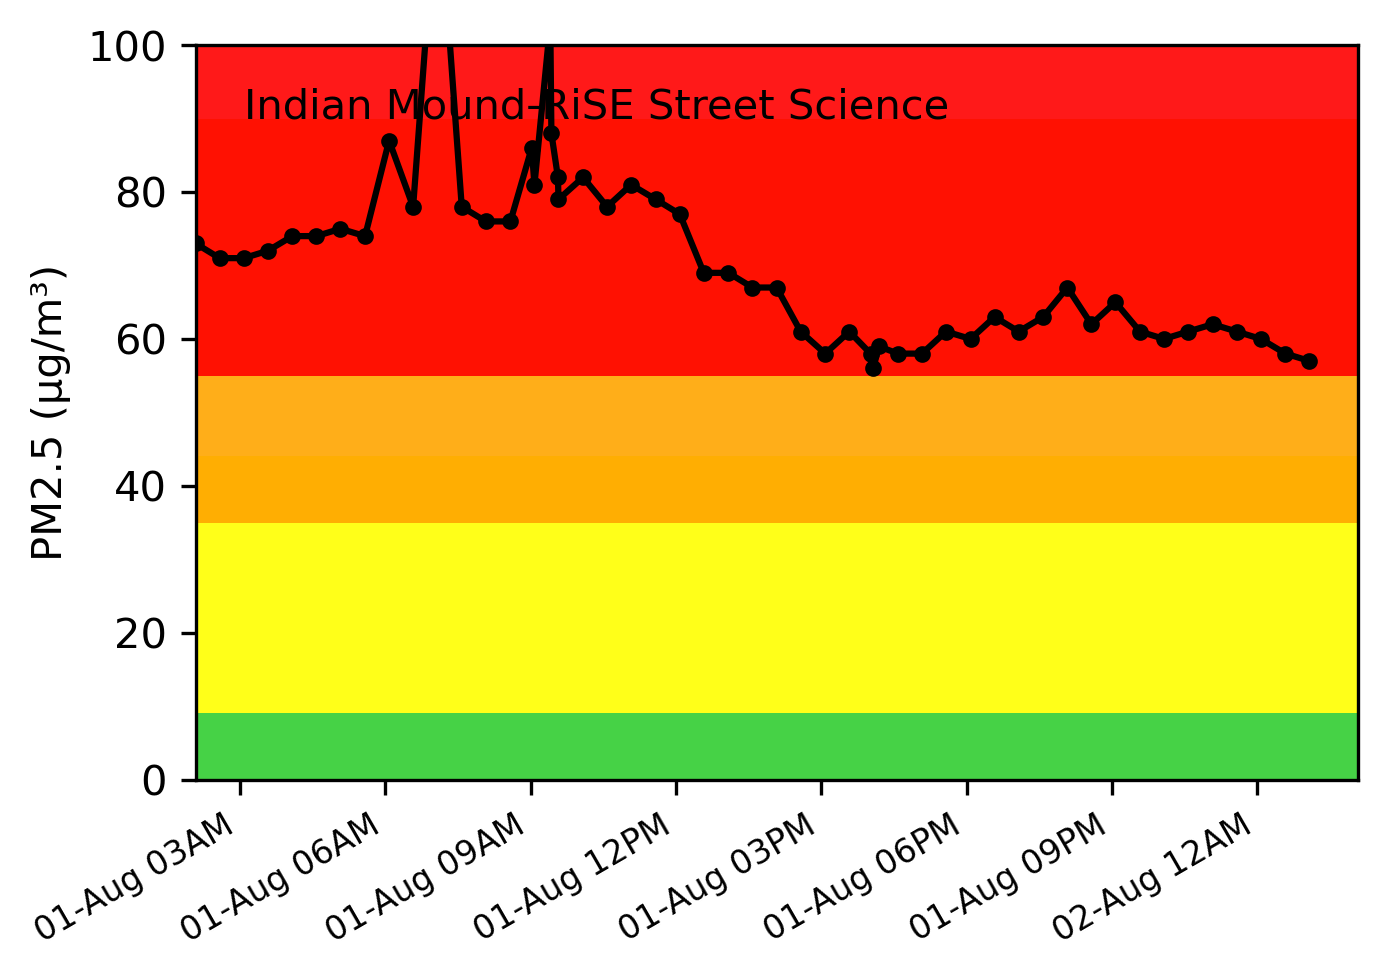 Indian Mound-RiSE Street Science
PM2.5 (µg/m³)
100
80
60
40
20
0
01-Aug 03AM
01-Aug 06AM
01-Aug 09AM
01-Aug 12PM
01-Aug 03PM
01-Aug 06PM
01-Aug 09PM
02-Aug 12AM